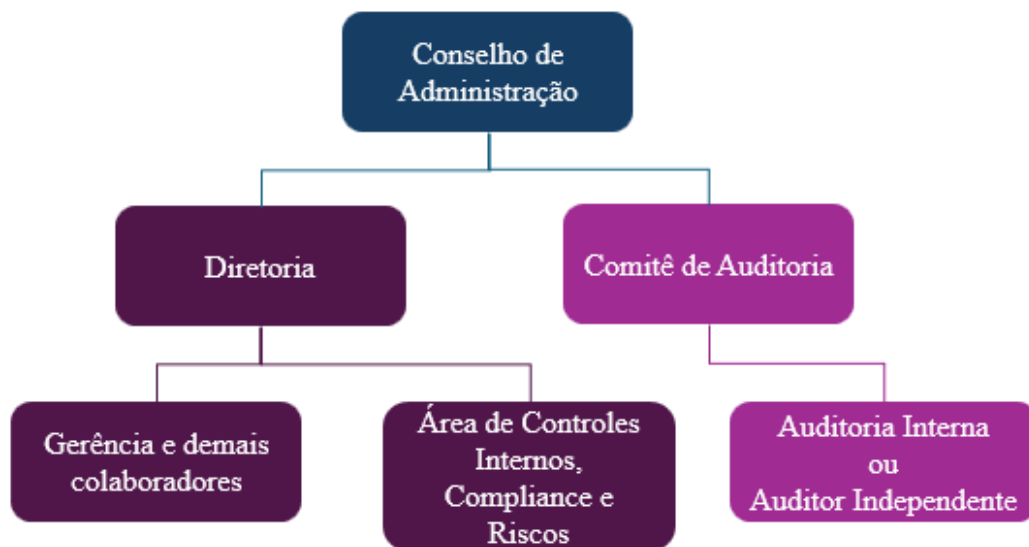 Conselho de
Administração
Diretoria
Comitê de Auditoria
Gerência e demais
colaboradores
Área de Controles
Internos,
Compliance e
Riscos
Auditoria Interna
ou
Auditor Independente